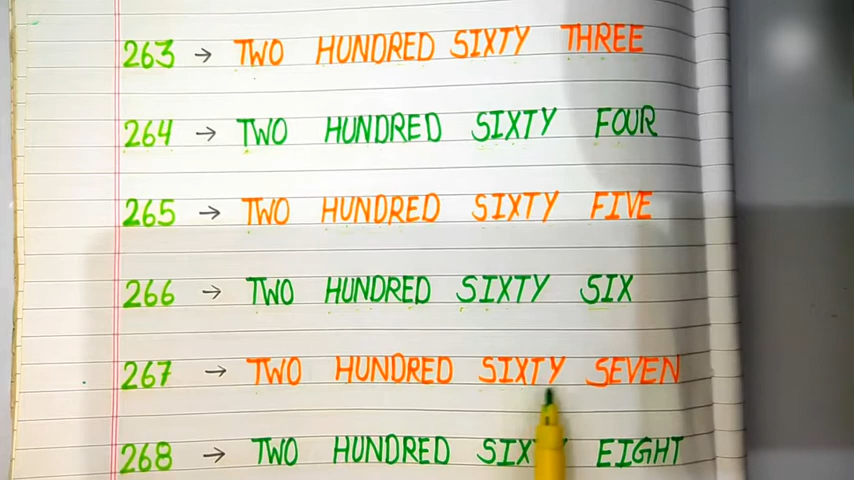 263 → TWO HUNDRED SIXTY THREE
264 → TWO HUNDRED SIXTY FOUR
265 → TWO HUNDRED SIXTY FIVE
266 → TWO HUNDRED SIXTY SIX
267 → TWO HUNDRED SIXTY SEVEN
268 → TWO HUNDRED SIXTY EIGHT